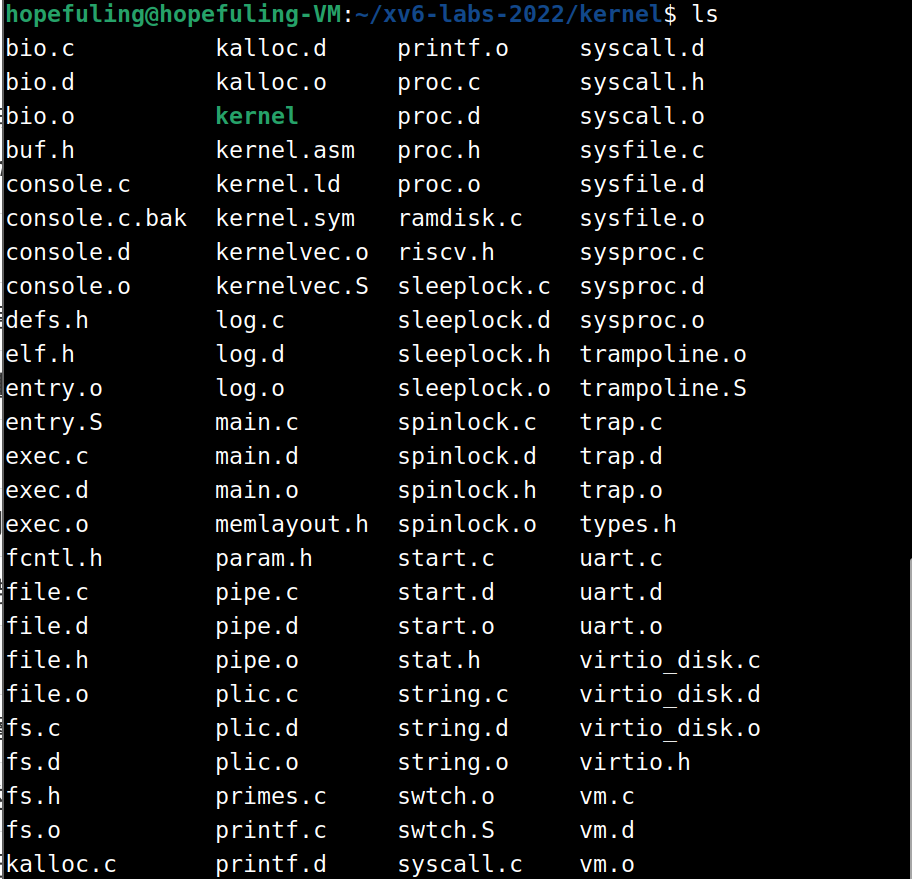 hopefuling@hopefuling-VM:~/xv6-labs-2022/kernel$ ls
bio.c kalloc.d printf.o syscall.d
bio.d kalloc.o proc.c syscall.h
bio.o kernel proc.d syscall.o
buf.h kernel.asm proc.h sysfile.c
console.c kernel.ld proc.o sysfile.d
console.c.bak kernel.sym ramdisk.c sysfile.o
console.d kernelvec.o riscv.h sysproc.c
console.o kernelvec.S sleeplock.c sysproc.d
defs.h log.c sleeplock.d sysproc.o
elf.h log.d sleeplock.h trampoline.o
entry.o log.o sleeplock.o trampoline.S
entry.S main.c spinlock.c trap.c
exec.c main.d spinlock.d trap.d
exec.d main.o spinlock.h trap.o
exec.o memlayout.h spinlock.o types.h
fcntl.h param.h start.c uart.c
file.c pipe.c start.d uart.d
file.d pipe.d start.o uart.o
file.h pipe.o stat.h virtio_disk.c
file.o plic.c string.c virtio_disk.d
fs.c plic.d string.d virtio_disk.o
fs.d plic.o string.o virtio.h
fs.h primes.c swtch.o vm.c
fs.o printf.c swtch.S vm.d
kalloc.c printf.d syscall.c vm.o